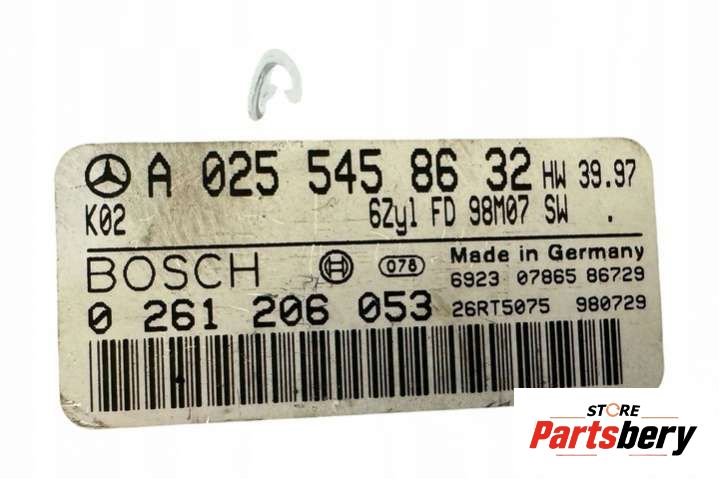 A 025 545 86 32 HW 39.97
K02 6Zyl FD 98M07 SW .
BOSCH 078 Made in Germany
6923 07865 86729
0 261 206 053 26RT5075 980729
STORE
Partsbery